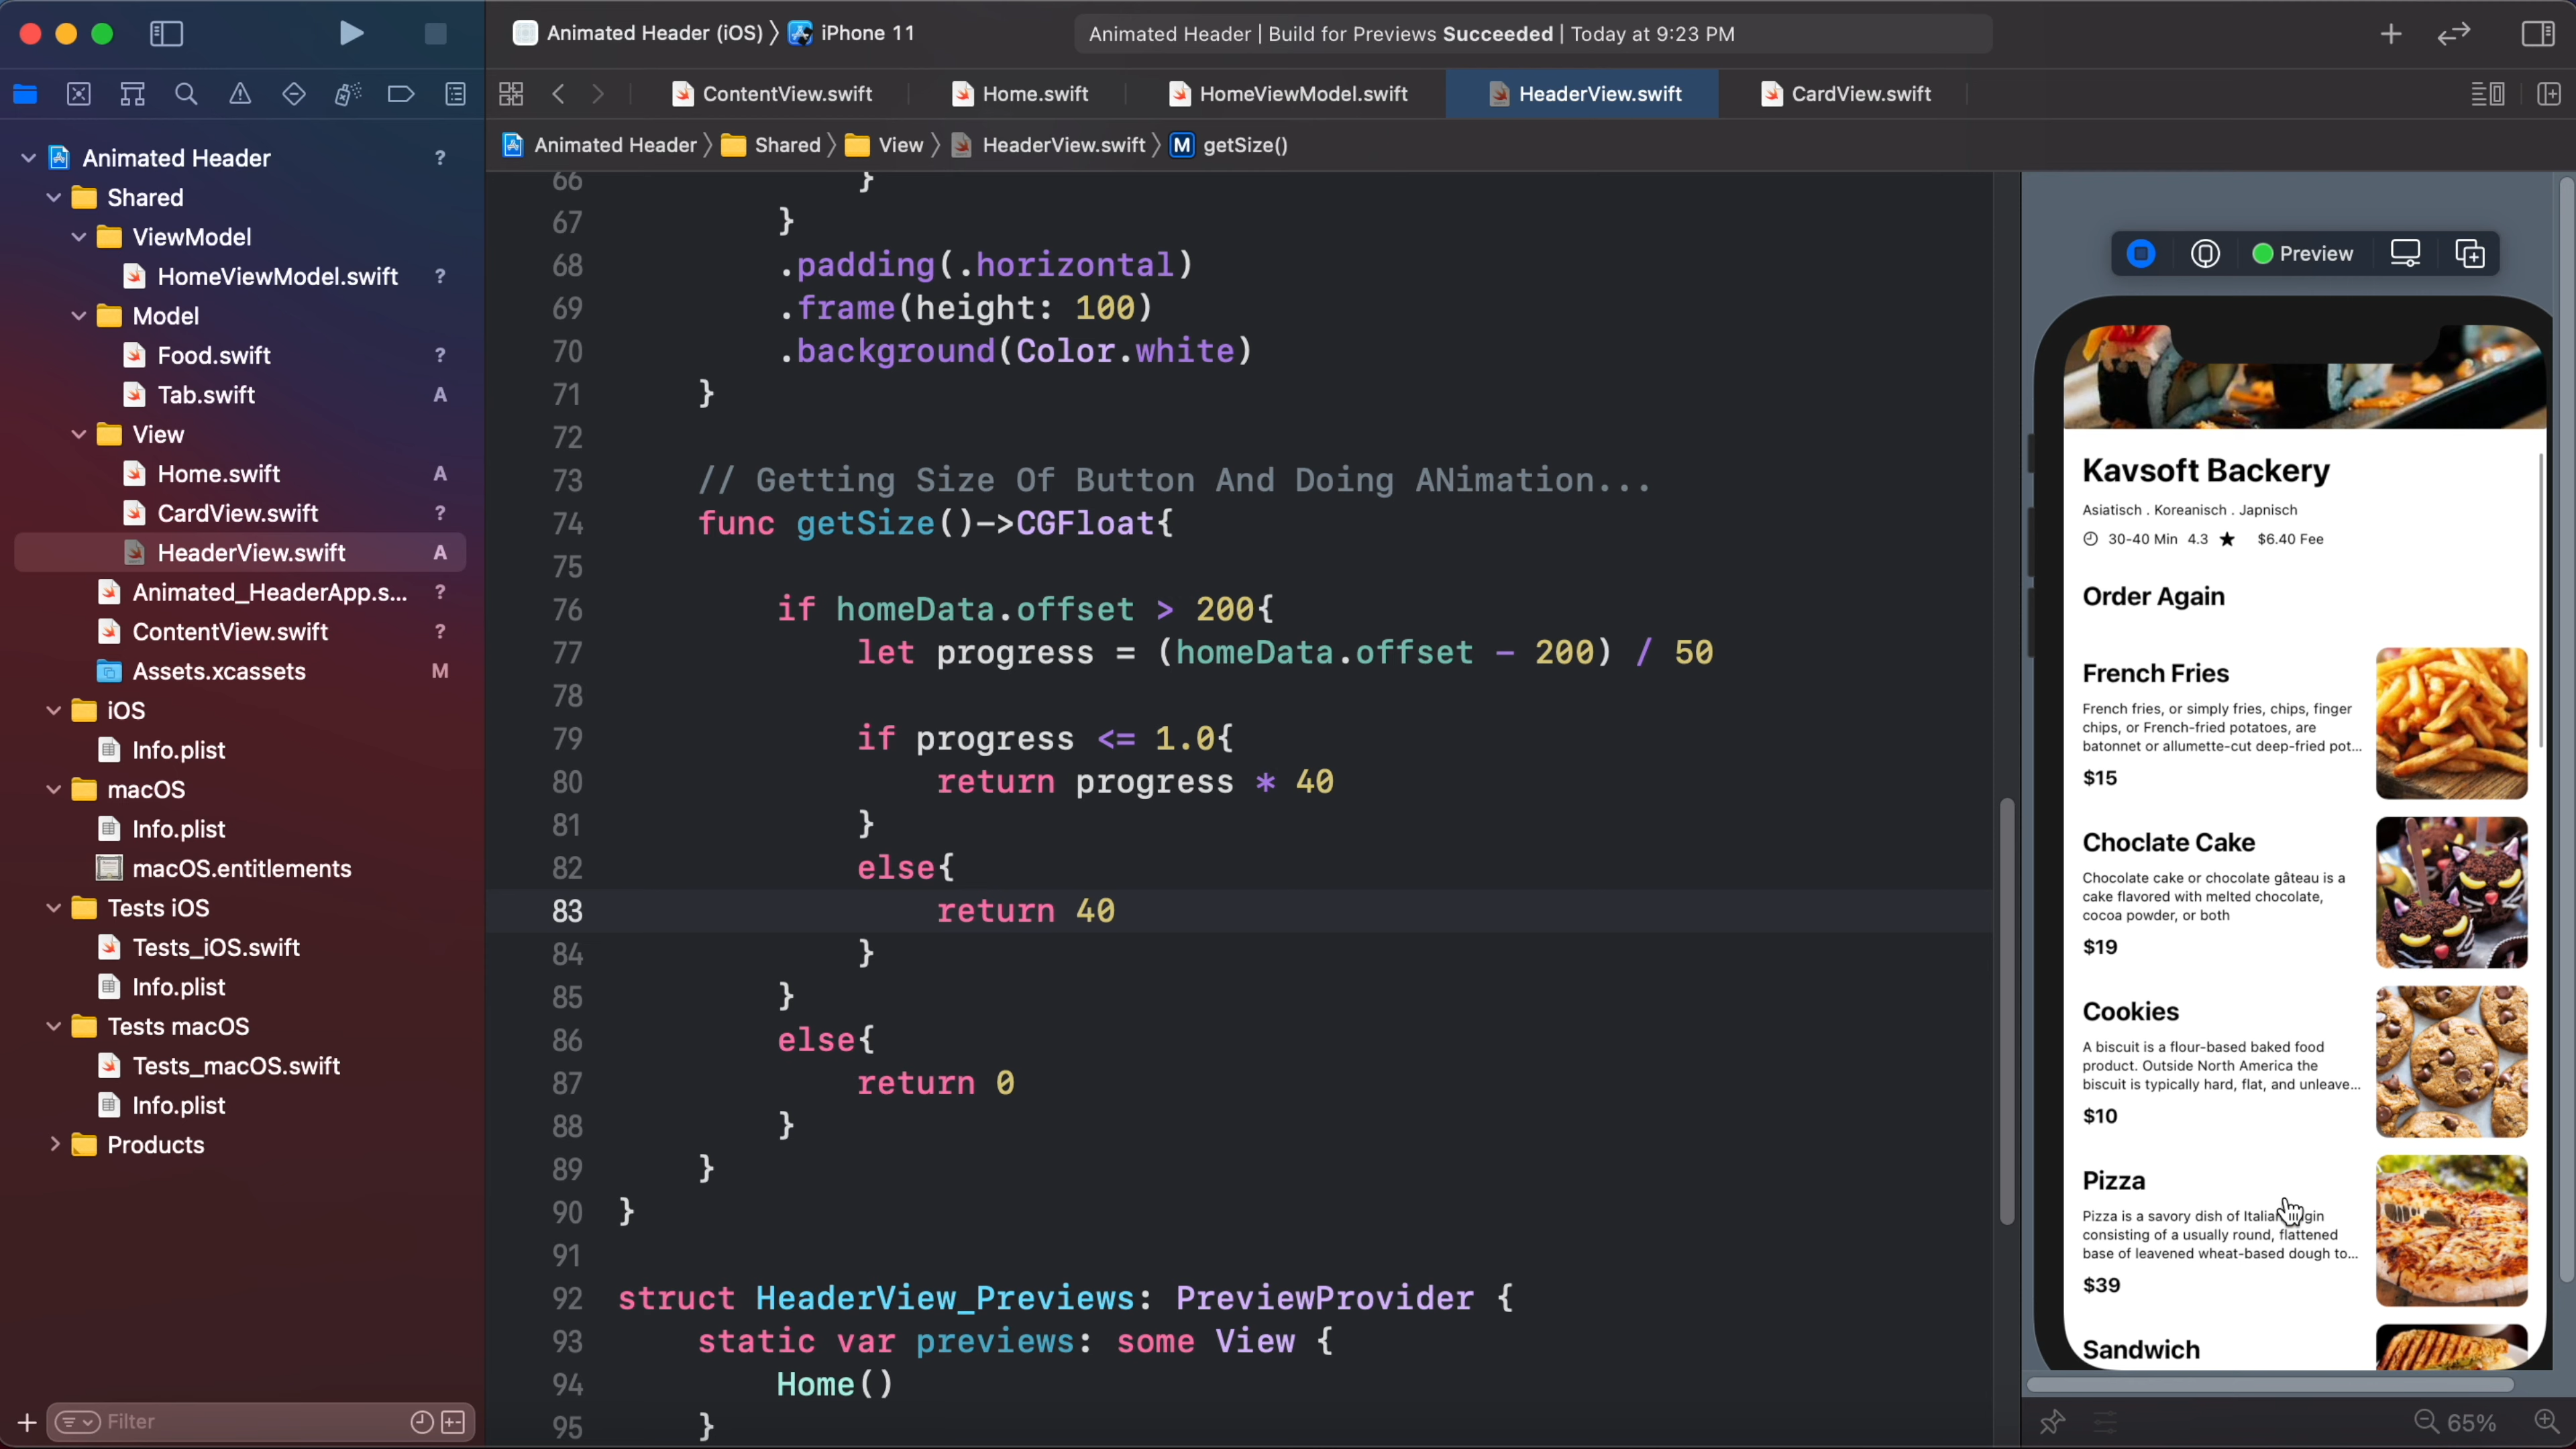 Animated Header (iOS) 〉 iPhone 11
Animated Header | Build for Previews Succeeded | Today at 9:23 PM
ContentView.swift
Home.swift
HomeViewModel.swift
HeaderView.swift
CardView.swift
Animated Header 〉 Shared 〉 View 〉 HeaderView.swift 〉 M getSize()
Animated Header ?
Shared
ViewModel
HomeViewModel.swift ?
Model
Food.swift ?
Tab.swift A
View
Home.swift A
CardView.swift ?
HeaderView.swift A
Animated_HeaderApp.s... ?
ContentView.swift ?
Assets.xcassets M
iOS
Info.plist
macOS
Info.plist
macOS.entitlements
Tests iOS
Tests_iOS.swift
Info.plist
Tests macOS
Tests_macOS.swift
Info.plist
Products
Filter
66 }
67 }
68 .padding(.horizontal)
69 .frame(height: 100)
70 .background(Color.white)
71 }
72
73 // Getting Size Of Button And Doing ANimation...
74 func getSize()->CGFloat{
75
76 if homeData.offset > 200{
77 let progress = (homeData.offset - 200) / 50
78
79 if progress <= 1.0{
80 return progress * 40
81 }
82 else{
83 return 40
84 }
85 }
86 else{
87 return 0
88 }
89 }
90 }
91
92 struct HeaderView_Previews: PreviewProvider {
93 static var previews: some View {
94 Home()
95 }
Preview
Kavsoft Backery
Asiatisch . Koreanisch . Japnisch
30-40 Min 4.3 ★ $6.40 Fee
Order Again
French Fries
French fries, or simply fries, chips, finger
chips, or French-fried potatoes, are
batonnet or allumette-cut deep-fried pot...
$15
Choclate Cake
Chocolate cake or chocolate gâteau is a
cake flavored with melted chocolate,
cocoa powder, or both
$19
Cookies
A biscuit is a flour-based baked food
product. Outside North America the
biscuit is typically hard, flat, and unleave...
$10
Pizza
Pizza is a savory dish of
consisting of a usually round, flattened
base of leavened wheat-based dough to...
$39
Sandwich
65%